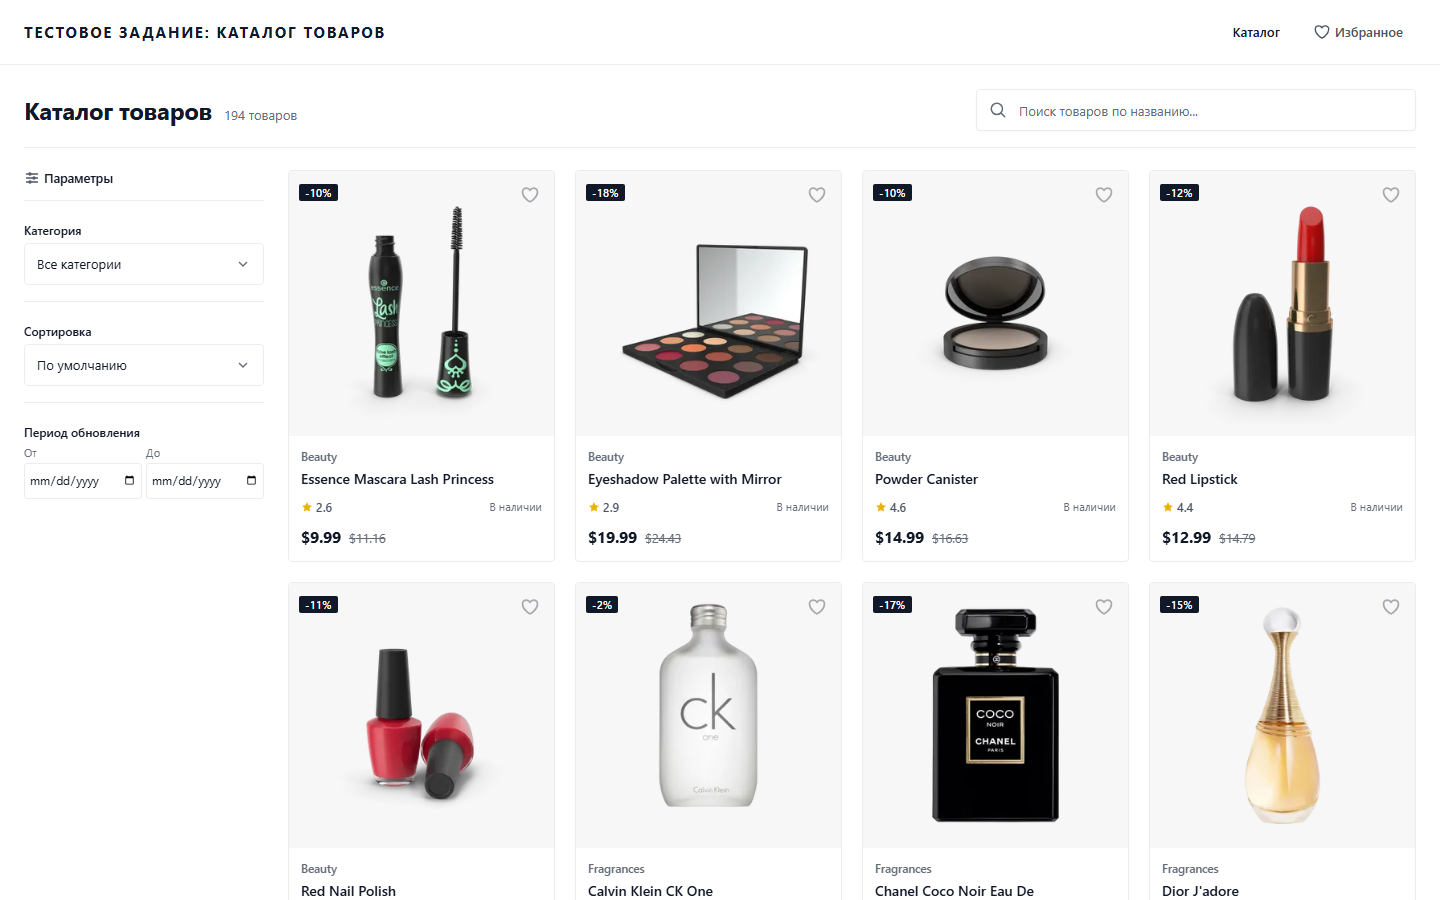 ТЕСТОВОЕ ЗАДАНИЕ: КАТАЛОГ ТОВАРОВ
Каталог
Избранное
Каталог товаров
194 товаров
Поиск товаров по названию...
Параметры
Категория
Все категории
Сортировка
По умолчанию
Период обновления
От
До
mm/dd/yyyy
mm/dd/yyyy
-10%
essence
Lash
PRINCESS
Beauty
Essence Mascara Lash Princess
2.6
В наличии
$9.99 $11.16
-18%
Beauty
Eyeshadow Palette with Mirror
2.9
В наличии
$19.99 $24.43
-10%
Beauty
Powder Canister
4.6
В наличии
$14.99 $16.63
-12%
Beauty
Red Lipstick
4.4
В наличии
$12.99 $14.79
-11%
Beauty
Red Nail Polish
-2%
ck
one
Calvin Klein
Fragrances
Calvin Klein CK One
-17%
COCO
NOIR
CHANEL
PARIS
Fragrances
Chanel Coco Noir Eau De
-15%
Fragrances
Dior J'adore